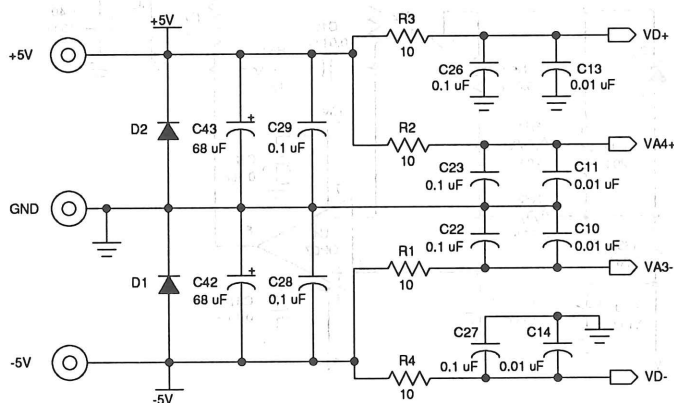 +5V
+5V
R3
10
VD+
C26
0.1 uF
C13
0.01 uF
D2
C43
+
68 uF
C29
0.1 uF
R2
10
VA4+
C23
0.1 uF
C11
0.01 uF
GND
C22
0.1 uF
C10
0.01 uF
D1
C42
+
68 uF
C28
0.1 uF
R1
10
VA3-
C27
0.1 uF
C14
0.01 uF
-5V
R4
10
VD-
-5V